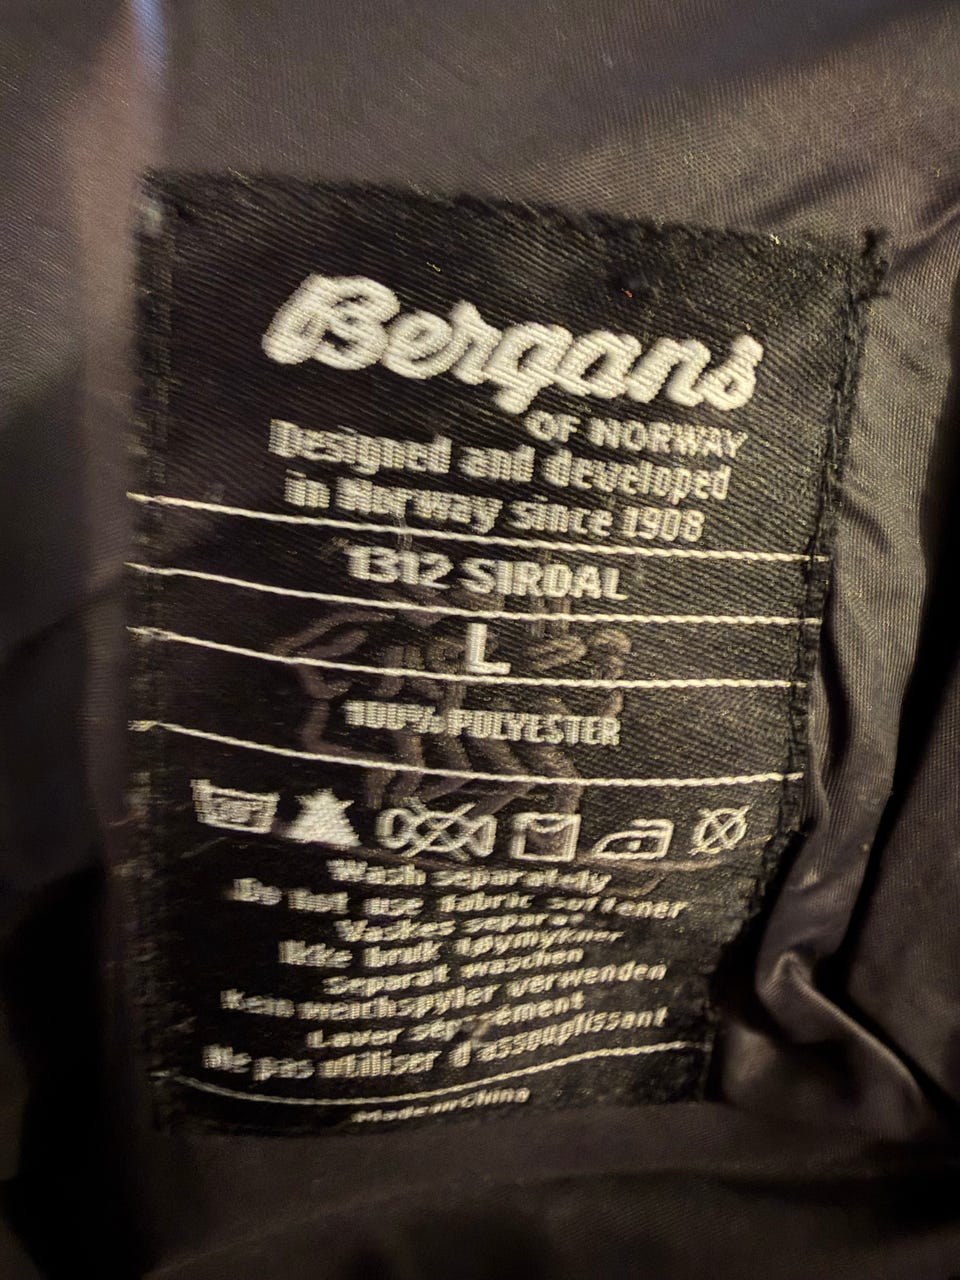 Bergans
OF NORWAY
Designed and developed
in Norway since 1908
1312 SIRDAL
L
100% POLYESTER
Wash separately
Do not use fabric softener
Vaskes separat
Ikke bruk tøymykner
Separat waschen
Kein weichspyler verwenden
Laver séparément
Ne pas utiliser d'assouplissant
Made in China